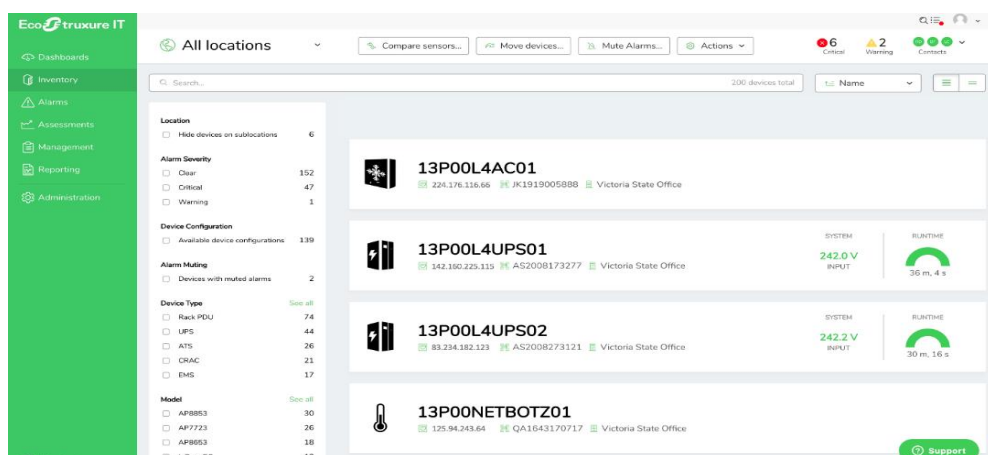 EcoStruxure IT
Dashboards
Inventory
Alarms
Assessments
Management
Reporting
Administration
All locations
Compare sensors...
Move devices...
Mute Alarms...
Actions
6
Critical
2
Warning
Contacts
Search...
200 devices total
Name
Location
Hide devices on sublocations 6
Alarm Severity
Clear 152
Critical 47
Warning 1
Device Configuration
Available device configurations 139
Alarm Muting
Devices with muted alarms 2
Device Type See all
Rack PDU 74
UPS 44
ATS 26
CRAC 21
EMS 17
Model See all
AP8853 30
AP7723 26
AP8653 18
13P00L4AC01
224.176.116.66 JK1919005888 Victoria State Office
13P00L4UPS01
142.160.225.115 AS2008173277 Victoria State Office
SYSTEM
242.0 V
INPUT
RUNTIME
36 m, 4 s
13P00L4UPS02
83.234.182.123 AS2008273121 Victoria State Office
SYSTEM
242.2 V
INPUT
RUNTIME
30 m, 16 s
13P00NETBOTZ01
125.94.243.64 QA1643170717 Victoria State Office
Support